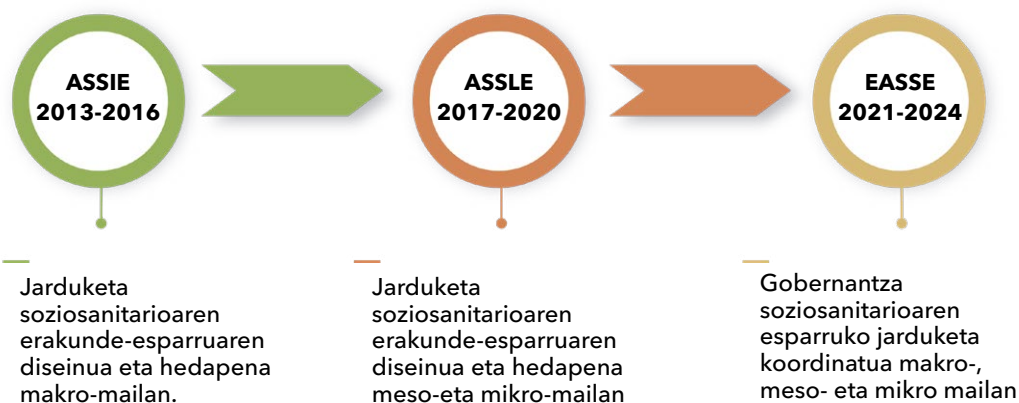 ASSIE
2013-2016
ASSLE
2017-2020
EASSE
2021-2024
Jarduketa
soziosanitarioaren
erakunde-esparruaren
diseinua eta hedapena
makro-mailan.
Jarduketa
soziosanitarioaren
erakunde-esparruaren
diseinua eta hedapena
meso-eta mikro-mailan
Gobernantza
soziosanitarioaren
esparruko jarduketa
koordinatua makro-,
meso- eta mikro mailan